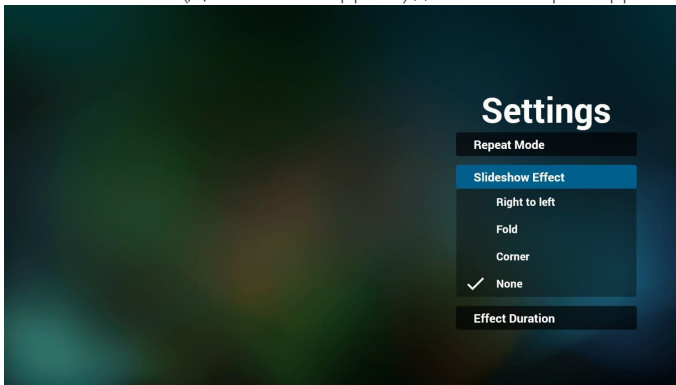 Settings
Repeat Mode
Slideshow Effect
Right to left
Fold
Corner
None
Effect Duration